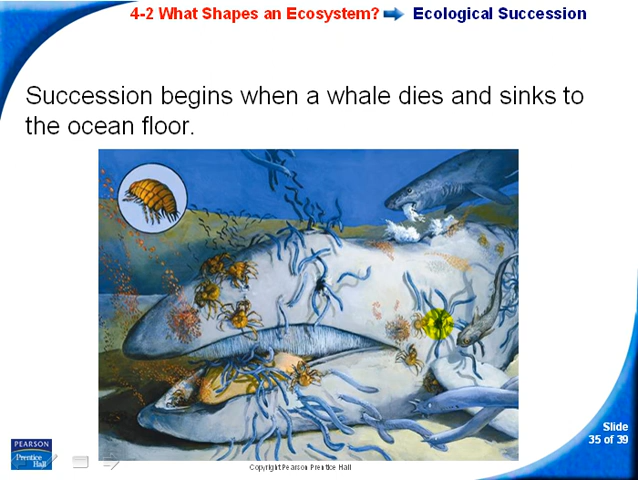 4-2 What Shapes an Ecosystem? Ecological Succession
Succession begins when a whale dies and sinks to
the ocean floor.
Slide
35 of 39
PEARSON
Prentice
Hall
Copyright Pearson Prentice Hall